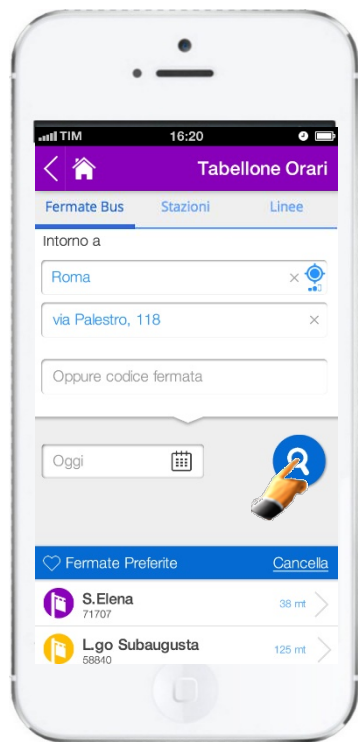 TIM 16:20
Tabellone Orari
Fermate Bus Stazioni Linee
Intorno a
Roma
via Palestro, 118
Oppure codice fermata
Oggi
Fermate Preferite Cancella
S.Elena
71707
38 mt
L.go Subaugusta
58840
125 mt